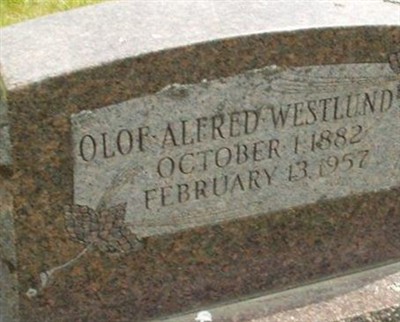 OLOF·ALFRED·WESTLUND
OCTOBER 1, 1882
FEBRUARY 13, 1957